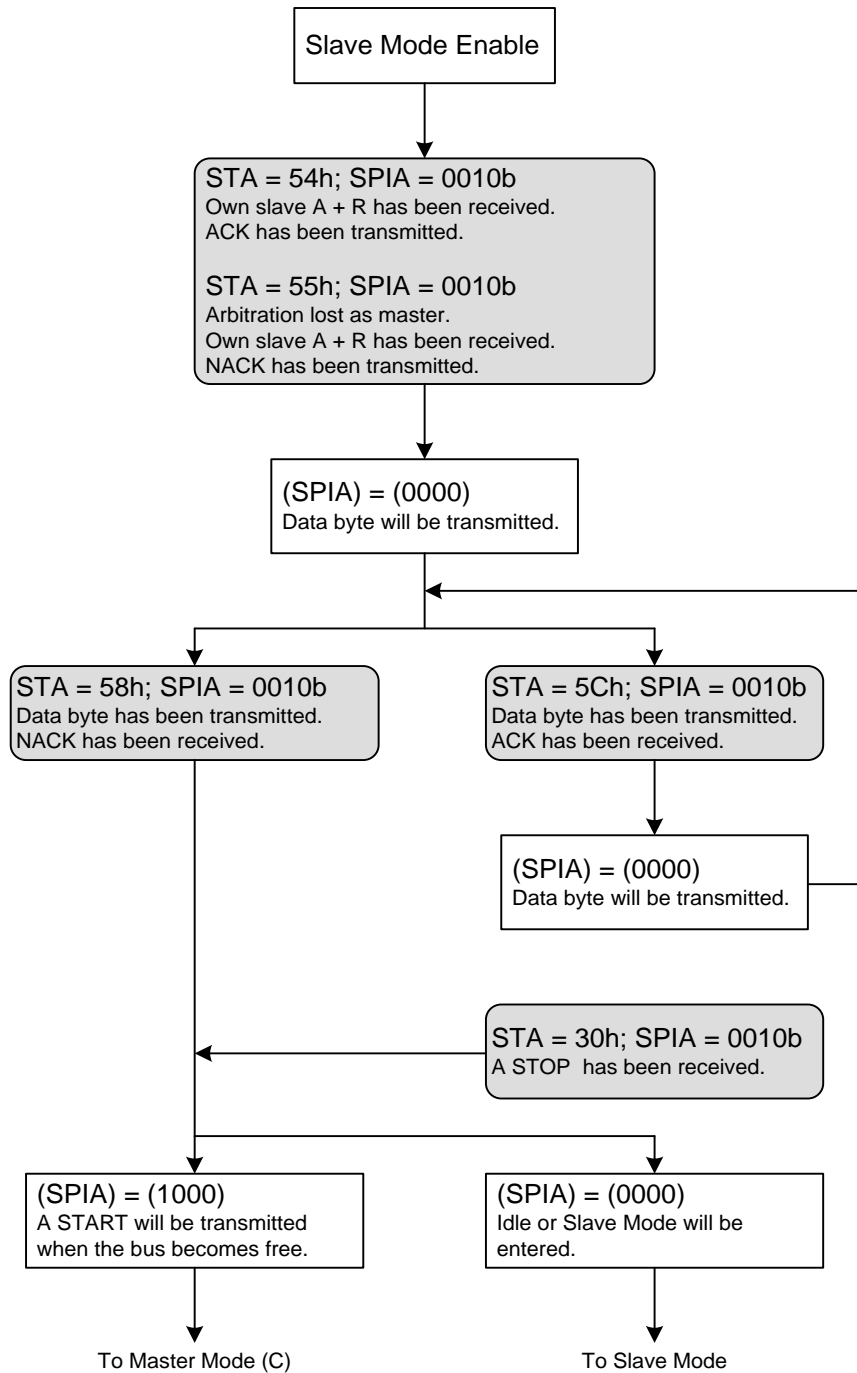 Slave Mode Enable
STA = 54h; SPIA = 0010b
Own slave A + R has been received.
ACK has been transmitted.
STA = 55h; SPIA = 0010b
Arbitration lost as master.
Own slave A + R has been received.
NACK has been transmitted.
(SPIA) = (0000)
Data byte will be transmitted.
STA = 58h; SPIA = 0010b
Data byte has been transmitted.
NACK has been received.
STA = 5Ch; SPIA = 0010b
Data byte has been transmitted.
ACK has been received.
(SPIA) = (0000)
Data byte will be transmitted.
STA = 30h; SPIA = 0010b
A STOP has been received.
(SPIA) = (1000)
A START will be transmitted
when the bus becomes free.
(SPIA) = (0000)
Idle or Slave Mode will be
entered.
To Master Mode (C)
To Slave Mode